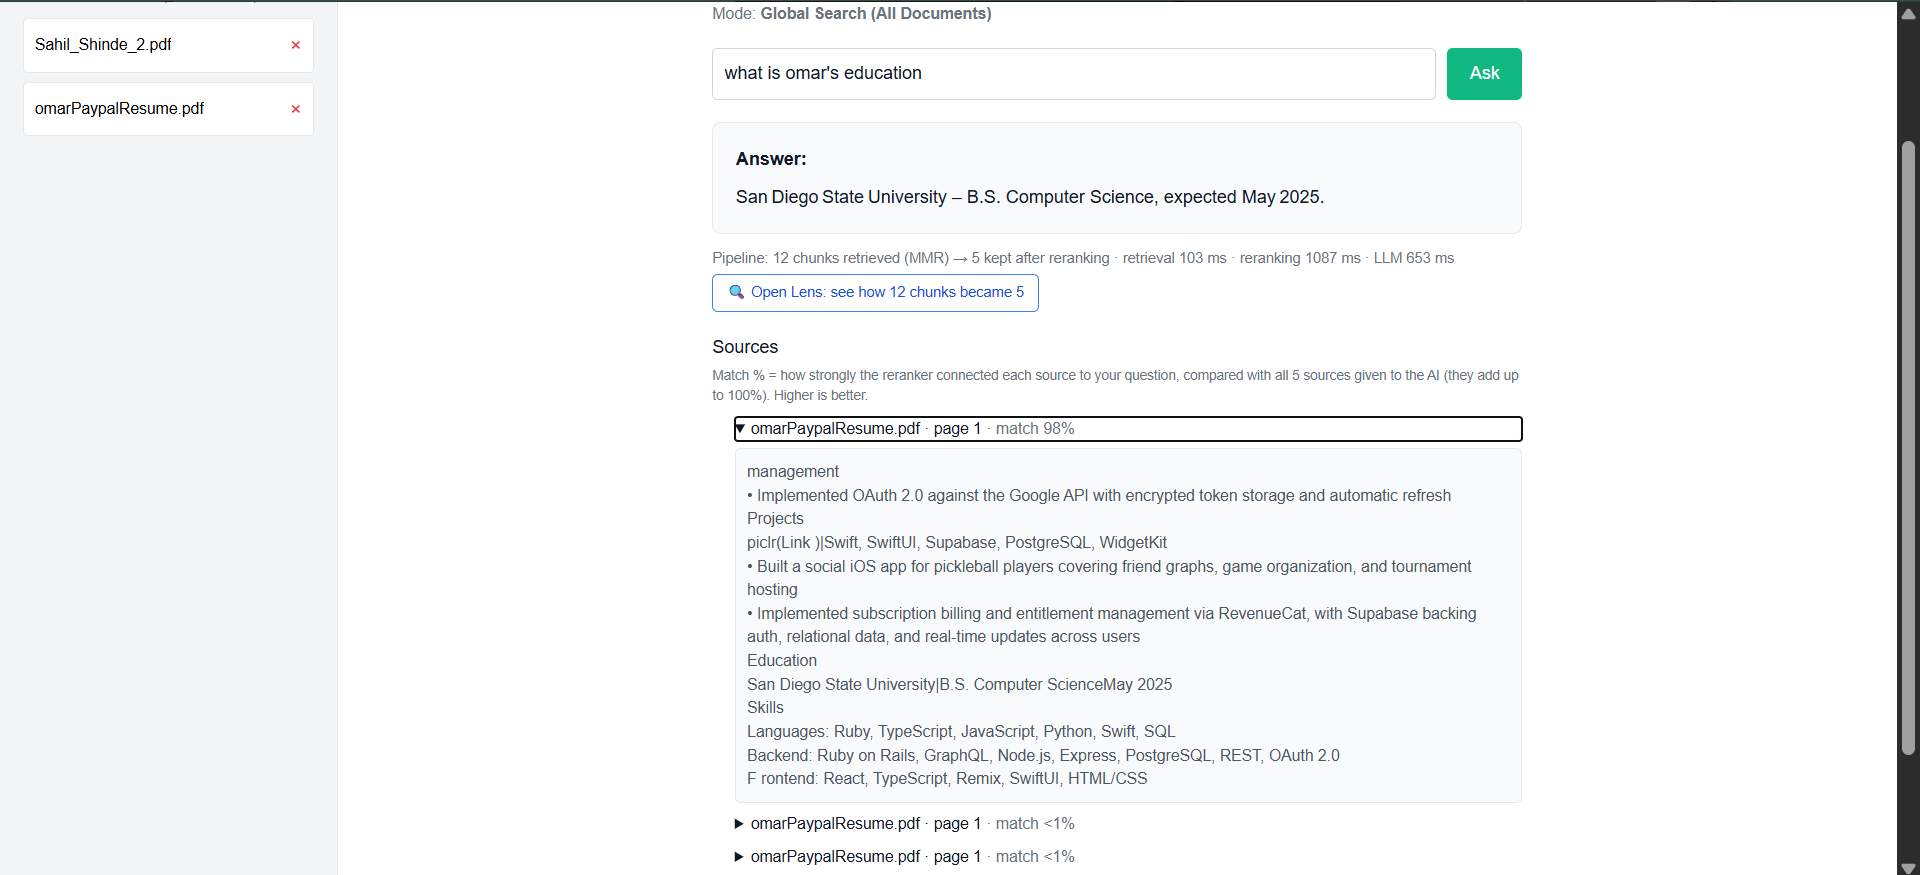 Sahil_Shinde_2.pdf
×
omarPaypalResume.pdf
×
Mode: Global Search (All Documents)
what is omar's education
Ask
Answer:
San Diego State University – B.S. Computer Science, expected May 2025.
Pipeline: 12 chunks retrieved (MMR) → 5 kept after reranking · retrieval 103 ms · reranking 1087 ms · LLM 653 ms
🔍 Open Lens: see how 12 chunks became 5
Sources
Match % = how strongly the reranker connected each source to your question, compared with all 5 sources given to the AI (they add up
to 100%). Higher is better.
▼ omarPaypalResume.pdf · page 1 · match 98%
management
• Implemented OAuth 2.0 against the Google API with encrypted token storage and automatic refresh
Projects
piclr(Link )|Swift, SwiftUI, Supabase, PostgreSQL, WidgetKit
• Built a social iOS app for pickleball players covering friend graphs, game organization, and tournament
hosting
• Implemented subscription billing and entitlement management via RevenueCat, with Supabase backing
auth, relational data, and real-time updates across users
Education
San Diego State University|B.S. Computer ScienceMay 2025
Skills
Languages: Ruby, TypeScript, JavaScript, Python, Swift, SQL
Backend: Ruby on Rails, GraphQL, Node.js, Express, PostgreSQL, REST, OAuth 2.0
F rontend: React, TypeScript, Remix, SwiftUI, HTML/CSS
▶ omarPaypalResume.pdf · page 1 · match <1%
▶ omarPaypalResume.pdf · page 1 · match <1%